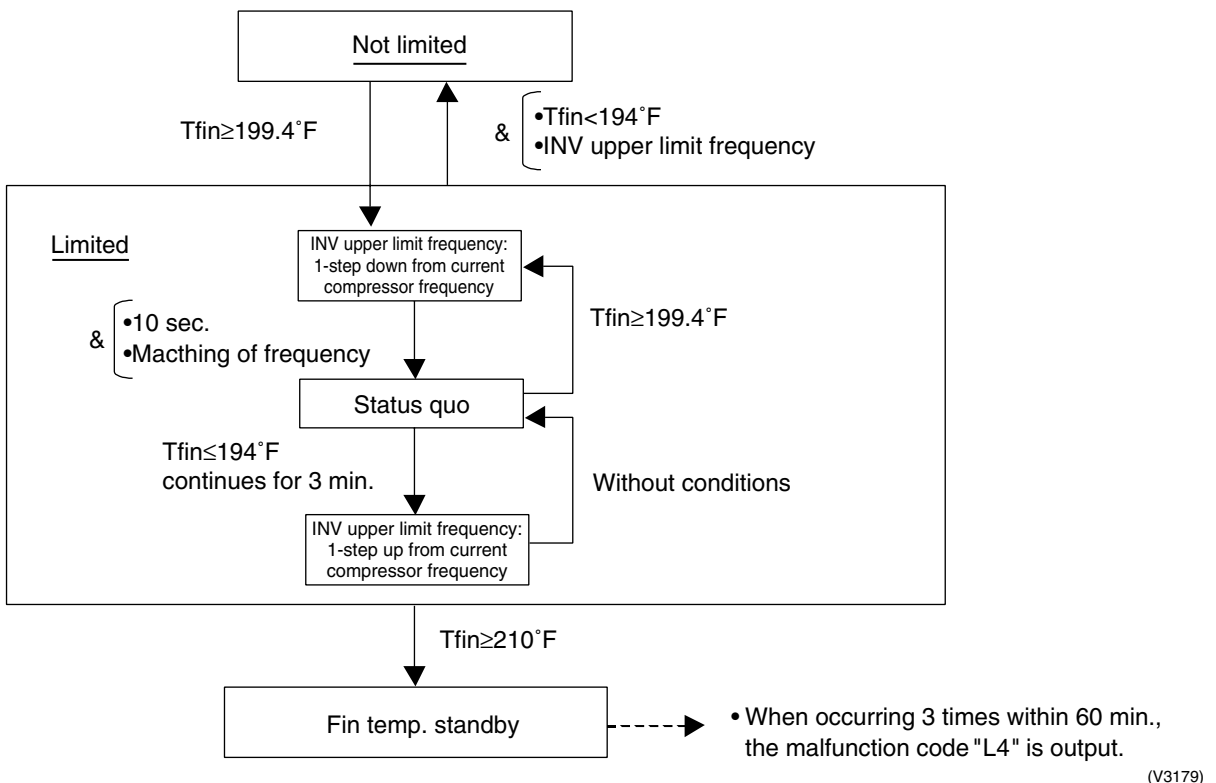 Not limited
Tfin≥199.4˚F
&
•Tfin<194˚F
•INV upper limit frequency
Limited
INV upper limit frequency:
1-step down from current
compressor frequency
&
•10 sec.
•Macthing of frequency
Tfin≥199.4˚F
Status quo
Tfin≤194˚F
continues for 3 min.
Without conditions
INV upper limit frequency:
1-step up from current
compressor frequency
Tfin≥210˚F
Fin temp. standby
• When occurring 3 times within 60 min.,
the malfunction code "L4" is output.
(V3179)